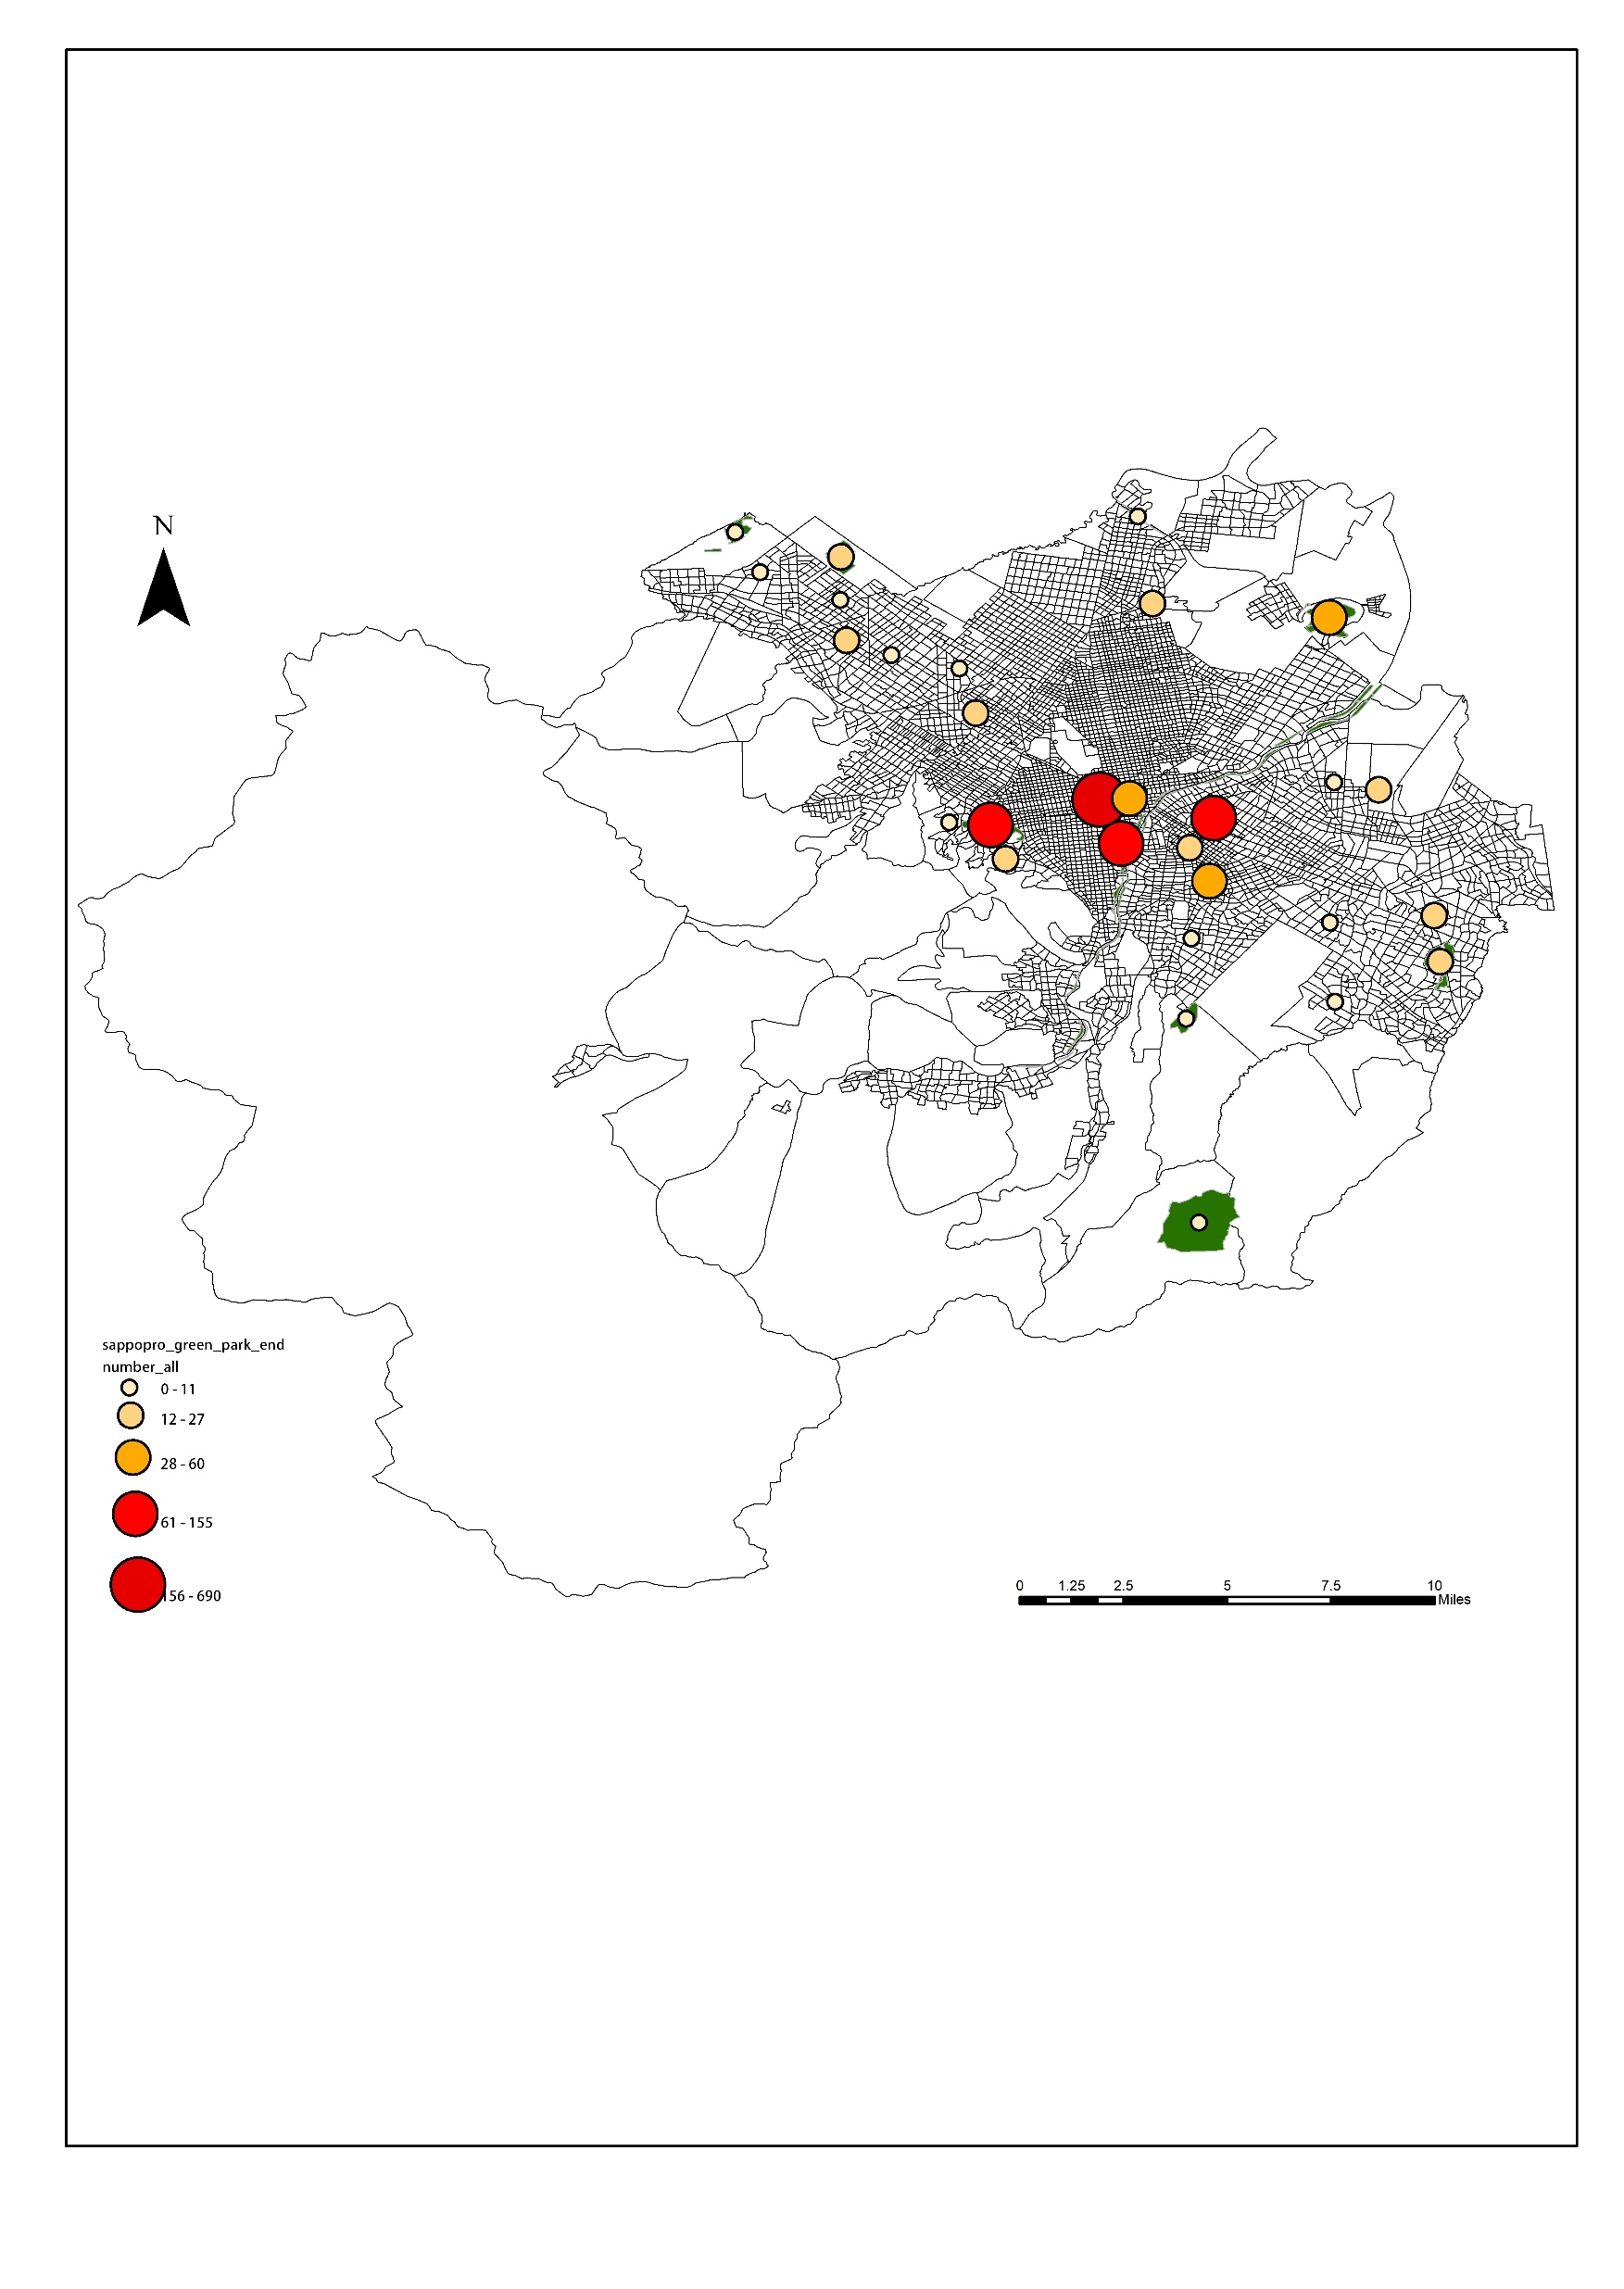 N
sappopro_green_park_end
number_all
0 - 11
12 - 27
28 - 60
61 - 155
156 - 690
0 1.25 2.5 5 7.5 10
Miles